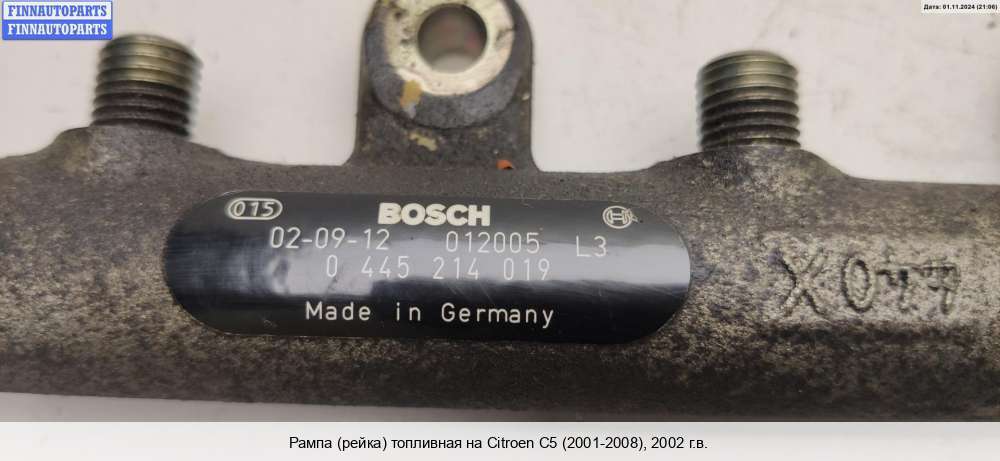 FINNAUTOPARTS
FINNAUTOPARTS
Дата: 01.11.2024 (21:06)
015 BOSCH
02-09-12 012005 L3
0 445 214 019
Made in Germany
Рампа (рейка) топливная на Citroen C5 (2001-2008), 2002 г.в.